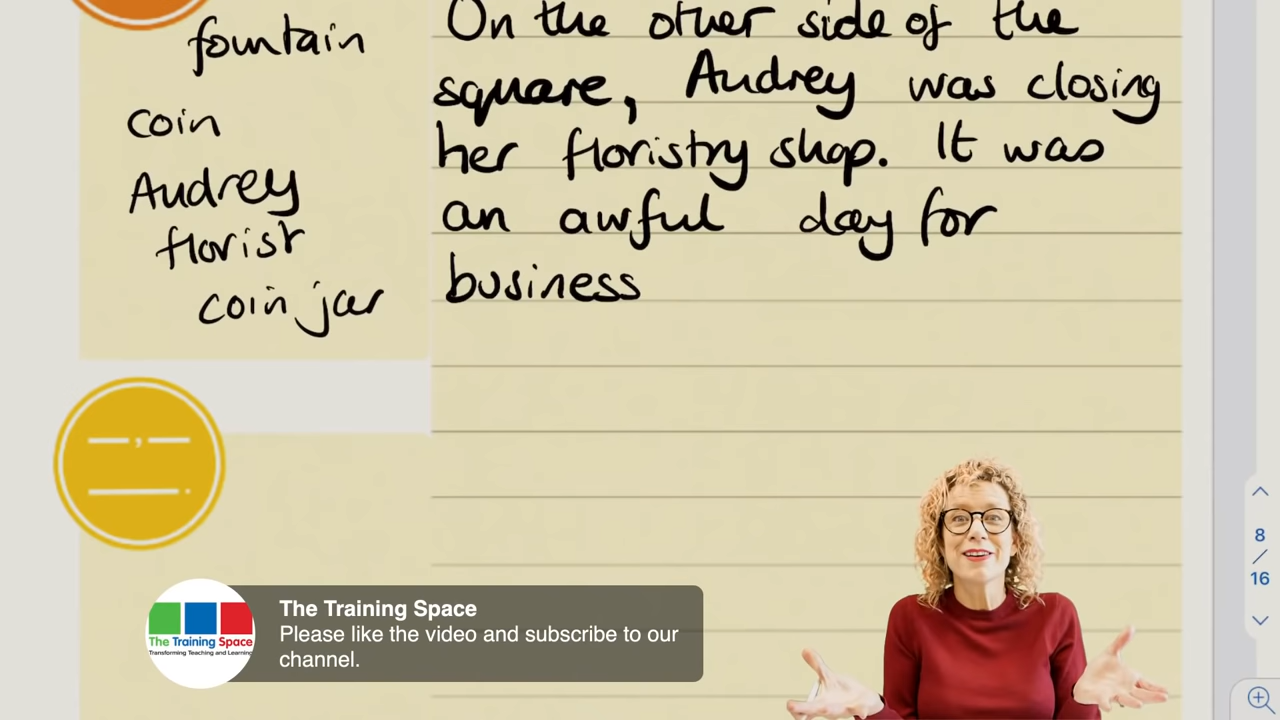 fountain
coin
Audrey
florist
coin jar
On the other side of the
square, Audrey was closing
her floristry shop. It was
an awful day for
business
The Training Space
Transforming Teaching and Learning
The Training Space
Please like the video and subscribe to our
channel.
8
/
16